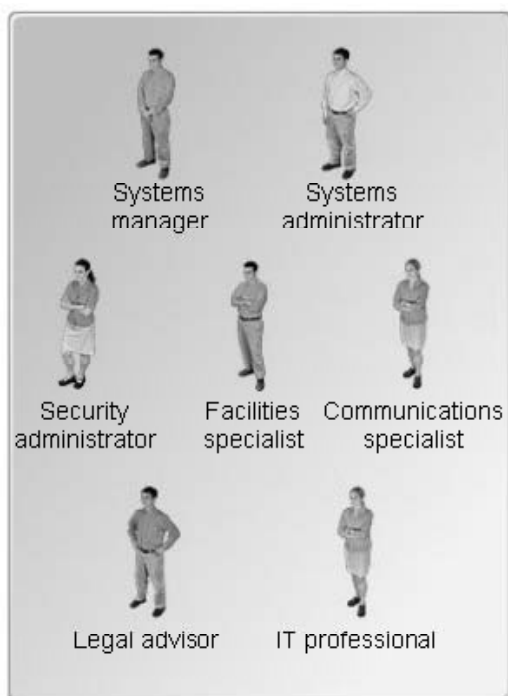 Systems Systems
manager administrator
Security Facilities Communications
administrator specialist specialist
Legal advisor IT professional